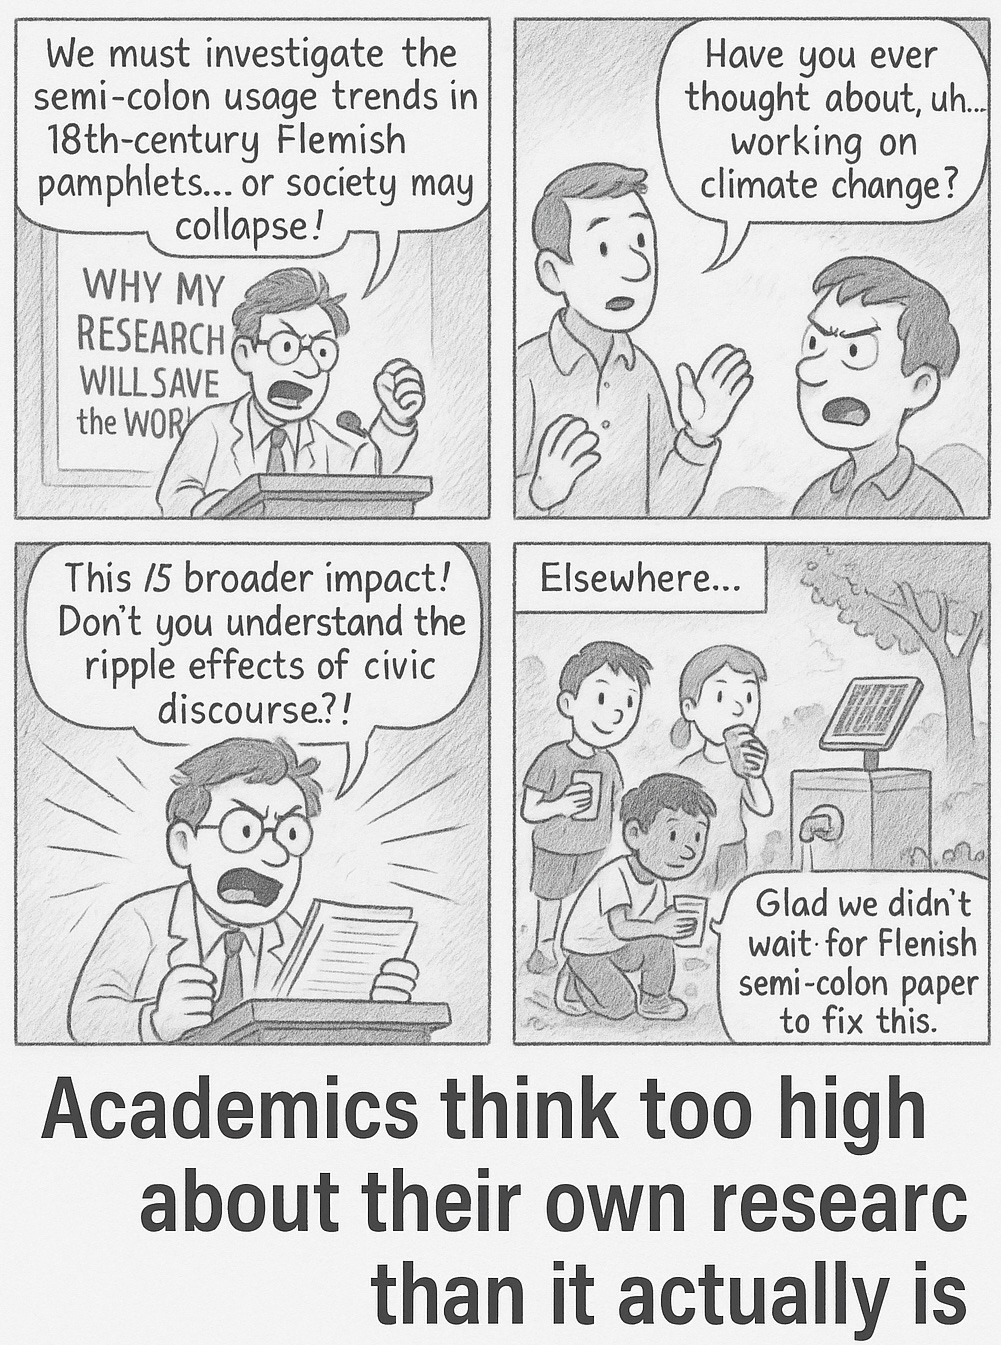 We must investigate the
semi-colon usage trends in
18th-century Flemish
pamphlets... or society may
collapse!
WHY MY
RESEARCH
WILL SAVE
the WORL
Have you ever
thought about, uh...
working on
climate change?
This IS broader impact!
Don't you understand the
ripple effects of civic
discourse.?!
Elsewhere...
Glad we didn't
wait· for Flenish
semi-colon paper
to fix this.
Academics think too high
about their own researc
than it actually is